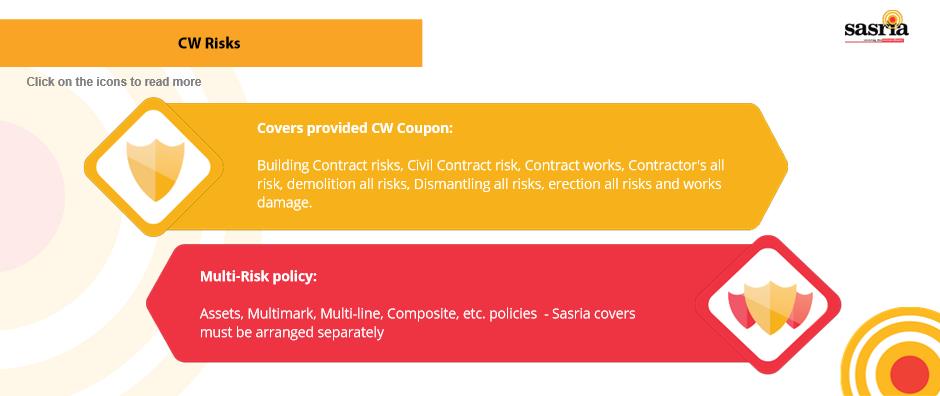 CW Risks
sasria
Click on the icons to read more
Covers provided CW Coupon:
Building Contract risks, Civil Contract risk, Contract works, Contractor's all
risk, demolition all risks, Dismantling all risks, erection all risks and works
damage.
Multi-Risk policy:
Assets, Multimark, Multi-line, Composite, etc. policies  - Sasria covers
must be arranged separately